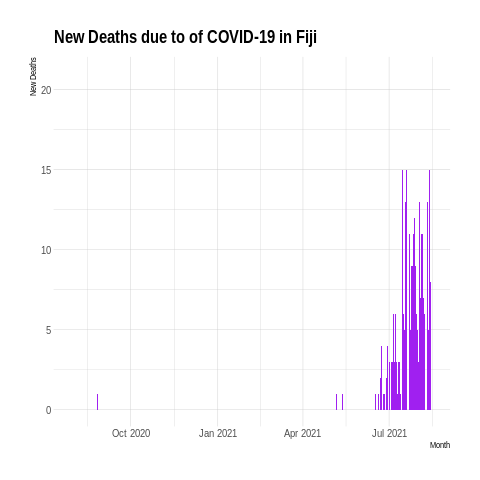 New Deaths due to of COVID-19 in Fiji
New Deaths
20
15
10
5
0
Oct 2020
Jan 2021
Apr 2021
Jul 2021
Month